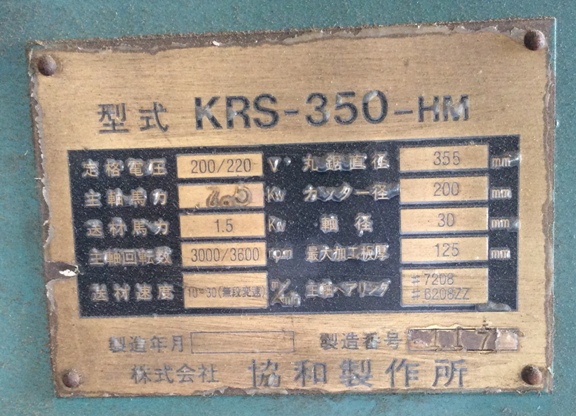 型式 KRS-350-HM
定格電圧 200/220 V 丸鋸直径 355 mm
主軸馬力 7.5 Kw カッター径 200 mm
送材馬力 1.5 Kw 軸径 30 mm
主軸回転数 3000/3600 rpm 最大加工板厚 125 mm
送材速度 10~30(無段変速) m/min 主軸ベアリング #7208 #6208ZZ
製造年月 製造番号 117
株式会社 協和製作所